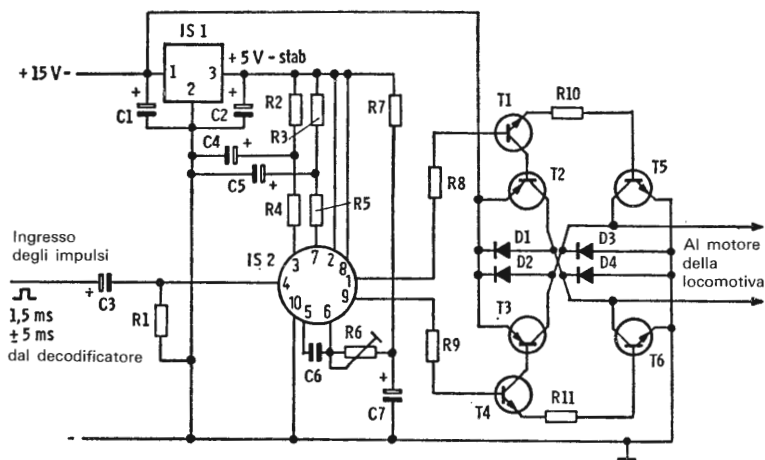 IS 1
+15 V-
1
3
2
+ 5 V - stab
+
C1
+
C2
R2
R3
R7
C4
+
C5
+
R4
R5
R8
T1
R10
T2
T5
D1
D3
D2
D4
Al motore
della
locomotiva
Ingresso
degli impulsi
1,5 ms
± 5 ms
dal decodificatore
+
C3
R1
IS 2
3
7
2
8
1
9
4
10
5
6
C6
R6
+
C7
R9
T3
T4
R11
T6
-